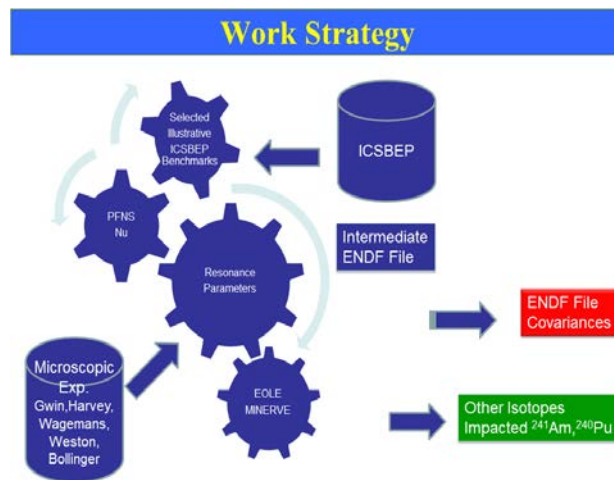 Work Strategy
Selected
Illustrative
ICSBEP
Benchmarks
ICSBEP
PFNS
Nu
Intermediate
ENDF File
Resonance
Parameters
ENDF File
Covariances
Microscopic
Exp.
Gwin,Harvey,
Wagemans,
Weston,
Bollinger
EOLE
MINERVE
Other Isotopes
Impacted ²⁴¹Am,²⁴⁰Pu